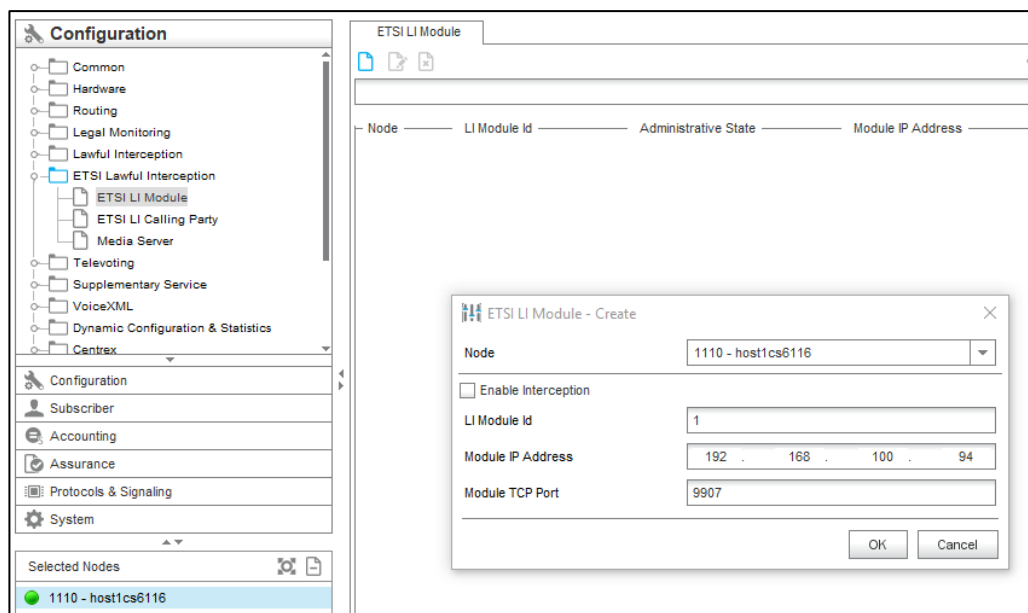 Configuration
Common
Hardware
Routing
Legal Monitoring
Lawful Interception
ETSI Lawful Interception
ETSI LI Module
ETSI LI Calling Party
Media Server
Televoting
Supplementary Service
VoiceXML
Dynamic Configuration & Statistics
Centrex
Configuration
Subscriber
Accounting
Assurance
Protocols & Signaling
System
Selected Nodes
1110 - host1cs6116
ETSI LI Module
Node LI Module Id Administrative State Module IP Address
ETSI LI Module - Create
Node 1110 - host1cs6116
Enable Interception
LI Module Id 1
Module IP Address 192 . 168 . 100 . 94
Module TCP Port 9907
OK Cancel